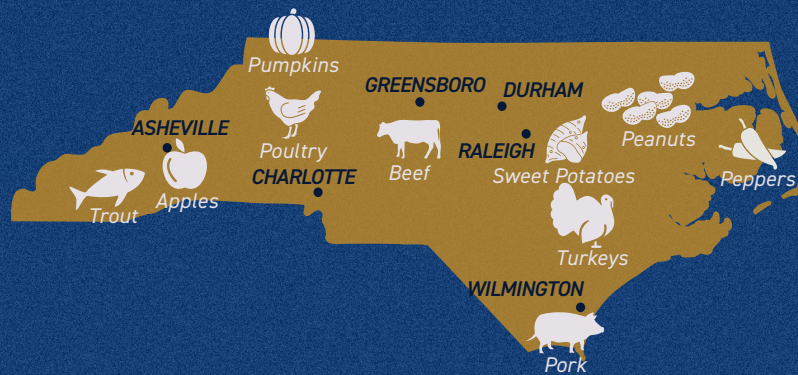 Pumpkins
GREENSBORO
DURHAM
ASHEVILLE
Poultry
RALEIGH
Peanuts
CHARLOTTE
Beef
Sweet Potatoes
Peppers
Trout
Apples
Turkeys
WILMINGTON
Pork